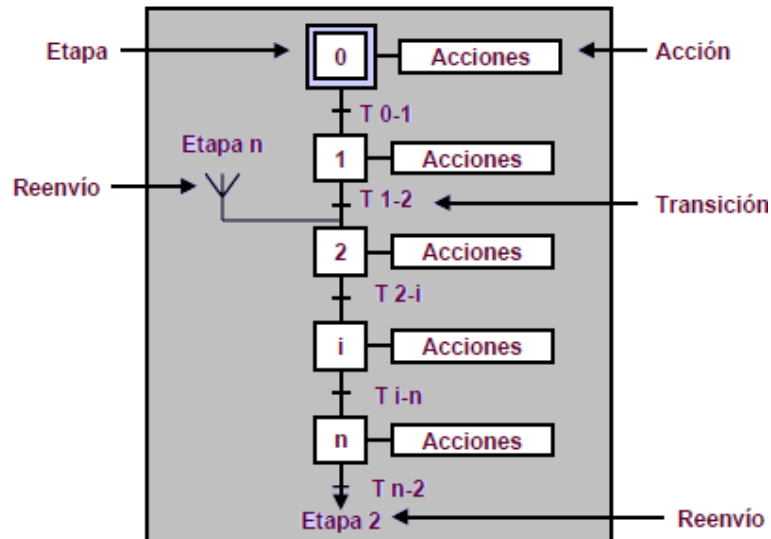 Etapa
0
Acciones
Acción
T 0-1
Etapa n
1
Acciones
Reenvío
T 1-2
Transición
2
Acciones
T 2-i
i
Acciones
T i-n
n
Acciones
T n-2
Etapa 2
Reenvío